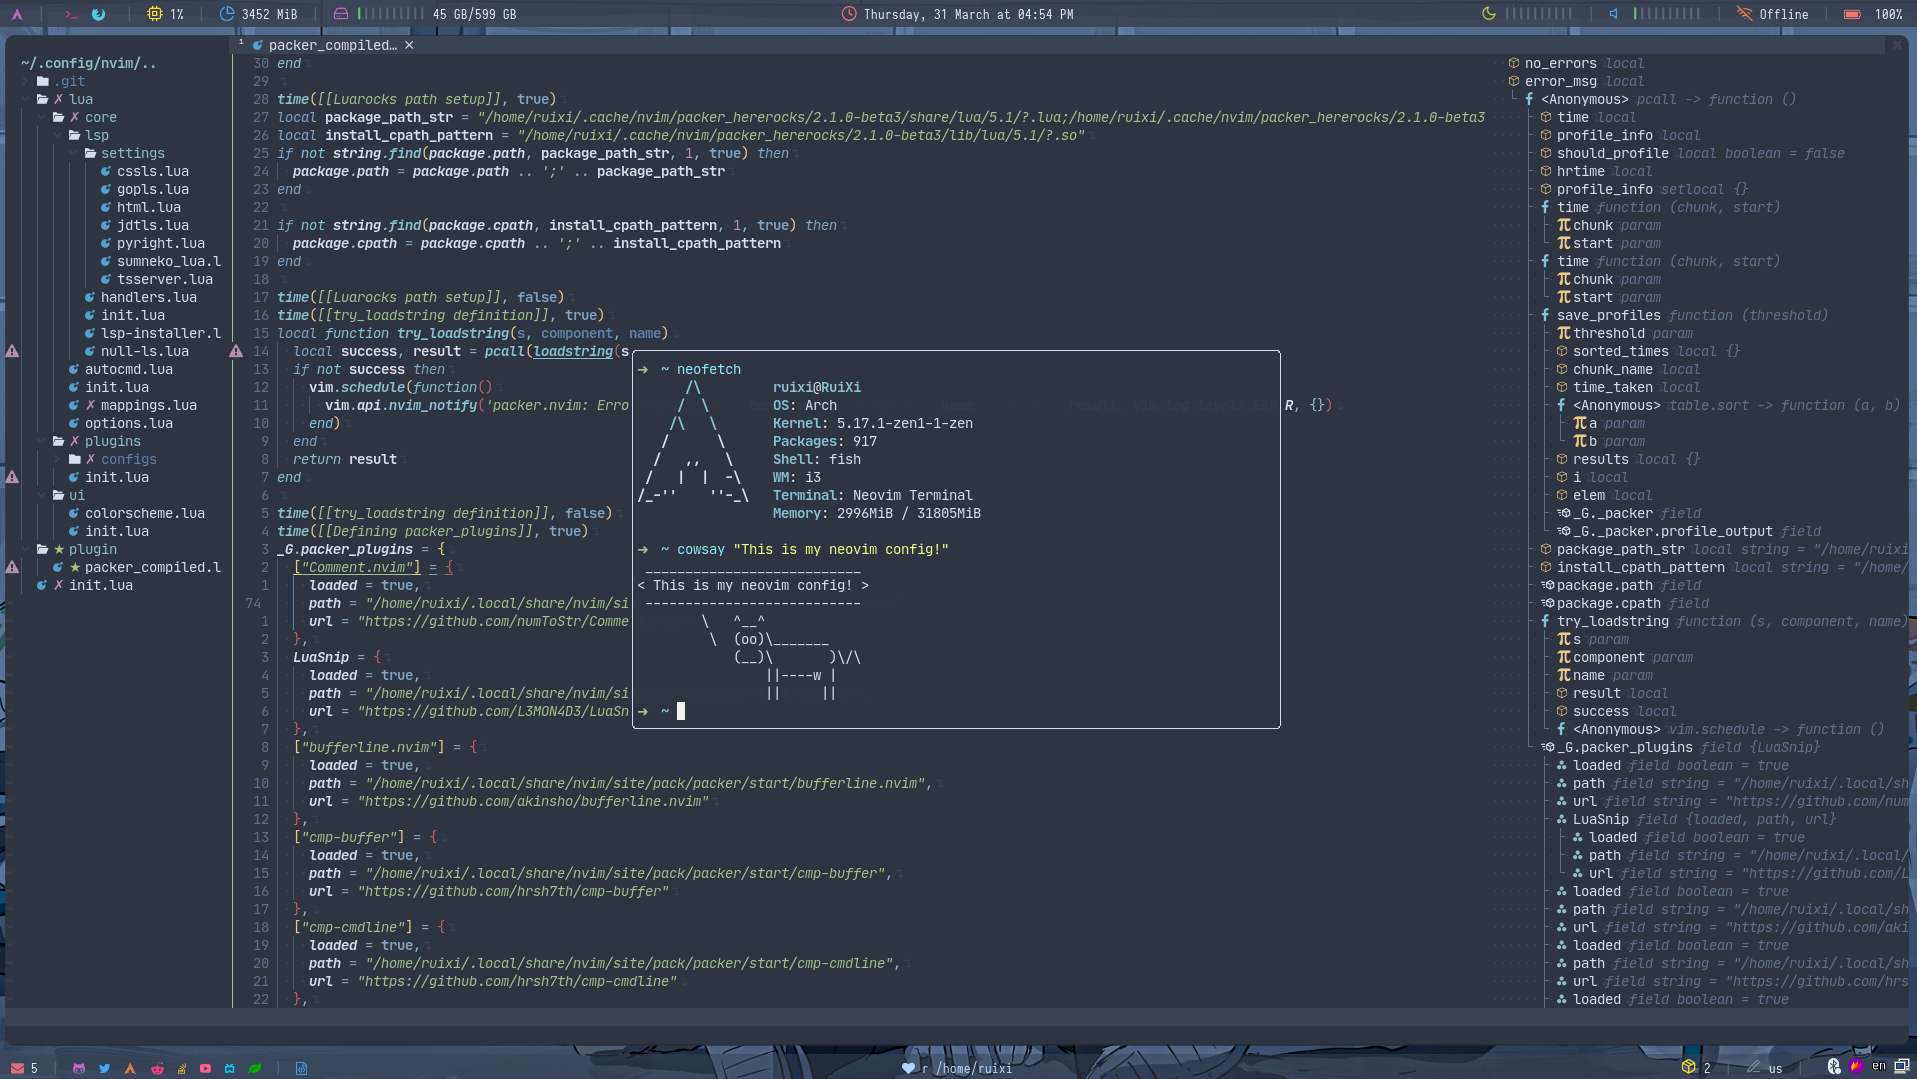 1%
3452 MiB
45 GB/599 GB
Thursday, 31 March at 04:54 PM
Offline
100%
~/.config/nvim/..
.git
✗ lua
✗ core
lsp
settings
cssls.lua
gopls.lua
html.lua
jdtls.lua
pyright.lua
sumneko_lua.l
tsserver.lua
handlers.lua
init.lua
lsp-installer.l
null-ls.lua
autocmd.lua
init.lua
✗ mappings.lua
options.lua
✗ plugins
✗ configs
init.lua
ui
colorscheme.lua
init.lua
★ plugin
★ packer_compiled.l
✗ init.lua
¹ packer_compiled… ✕
30 end
29
28 time([[Luarocks path setup]], true)
27 local package_path_str = "/home/ruixi/.cache/nvim/packer_hererocks/2.1.0-beta3/share/lua/5.1/?.lua;/home/ruixi/.cache/nvim/packer_hererocks/2.1.0-beta3
26 local install_cpath_pattern = "/home/ruixi/.cache/nvim/packer_hererocks/2.1.0-beta3/lib/lua/5.1/?.so"
25 if not string.find(package.path, package_path_str, 1, true) then
24 package.path = package.path .. ';' .. package_path_str
23 end
22
21 if not string.find(package.cpath, install_cpath_pattern, 1, true) then
20 package.cpath = package.cpath .. ';' .. install_cpath_pattern
19 end
18
17 time([[Luarocks path setup]], false)
16 time([[try_loadstring definition]], true)
15 local function try_loadstring(s, component, name)
14 local success, result = pcall(loadstring(s
13 if not success then
12 vim.schedule(function()
11 vim.api.nvim_notify('packer.nvim: Erro
R, {})
10 end)
9 end
8 return result
7 end
6
5 time([[try_loadstring definition]], false)
4 time([[Defining packer_plugins]], true)
3 _G.packer_plugins = {
2 ["Comment.nvim"] = {
1 loaded = true,
74 path = "/home/ruixi/.local/share/nvim/si
1 url = "https://github.com/numToStr/Comme
2 },
3 LuaSnip = {
4 loaded = true,
5 path = "/home/ruixi/.local/share/nvim/si
6 url = "https://github.com/L3MON4D3/LuaSn
7 },
8 ["bufferline.nvim"] = {
9 loaded = true,
10 path = "/home/ruixi/.local/share/nvim/site/pack/packer/start/bufferline.nvim",
11 url = "https://github.com/akinsho/bufferline.nvim"
12 },
13 ["cmp-buffer"] = {
14 loaded = true,
15 path = "/home/ruixi/.local/share/nvim/site/pack/packer/start/cmp-buffer",
16 url = "https://github.com/hrsh7th/cmp-buffer"
17 },
18 ["cmp-cmdline"] = {
19 loaded = true,
20 path = "/home/ruixi/.local/share/nvim/site/pack/packer/start/cmp-cmdline",
21 url = "https://github.com/hrsh7th/cmp-cmdline"
22 },
➜ ~ neofetch
ruixi@RuiXi
OS: Arch
Kernel: 5.17.1-zen1-1-zen
Packages: 917
Shell: fish
WM: i3
Terminal: Neovim Terminal
Memory: 2996MiB / 31805MiB
➜ ~ cowsay "This is my neovim config!"
___________________________
< This is my neovim config! >
---------------------------
\   ^__^
\  (oo)\_______
(__)\       )\/\
||----w |
||     ||
➜ ~
no_errors local
error_msg local
<Anonymous> pcall -> function ()
time local
profile_info local
should_profile local boolean = false
hrtime local
profile_info setlocal {}
time function (chunk, start)
chunk param
start param
time function (chunk, start)
chunk param
start param
save_profiles function (threshold)
threshold param
sorted_times local {}
chunk_name local
time_taken local
<Anonymous> table.sort -> function (a, b)
a param
b param
results local {}
i local
elem local
_G._packer field
_G._packer.profile_output field
package_path_str local string = "/home/ruixi
install_cpath_pattern local string = "/home/
package.path field
package.cpath field
try_loadstring function (s, component, name)
s param
component param
name param
result local
success local
<Anonymous> vim.schedule -> function ()
_G.packer_plugins field {LuaSnip}
loaded field boolean = true
path field string = "/home/ruixi/.local/sh
url field string = "https://github.com/num
LuaSnip field {loaded, path, url}
loaded field boolean = true
path field string = "/home/ruixi/.local/
url field string = "https://github.com/L
loaded field boolean = true
path field string = "/home/ruixi/.local/sh
url field string = "https://github.com/aki
loaded field boolean = true
path field string = "/home/ruixi/.local/sh
url field string = "https://github.com/hrs
loaded field boolean = true
5
r /home/ruixi
2
us
en